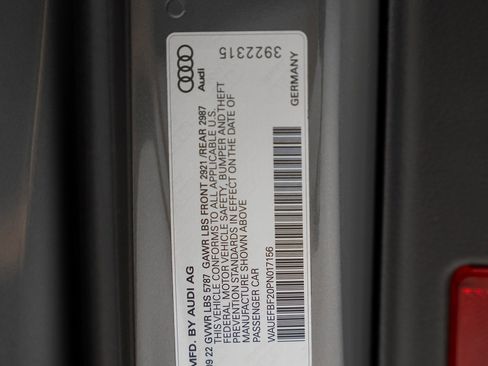 Audi
3922315
MFD. BY AUDI AG
GERMANY
09 22 GVWR LBS 5787 GAWR LBS FRONT 2921 /REAR 2987
THIS VEHICLE CONFORMS TO ALL APPLICABLE U.S.
FEDERAL MOTOR VEHICLE SAFETY, BUMPER AND THEFT
PREVENTION STANDARDS IN EFFECT ON THE DATE OF
MANUFACTURE SHOWN ABOVE
PASSENGER CAR
WAUEFBF20PN017156